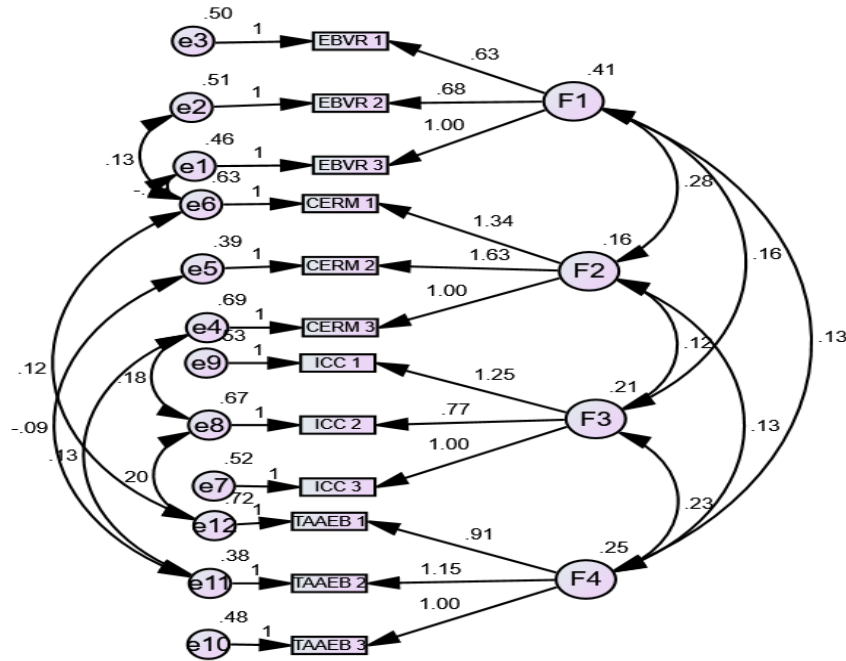 .50
e3 1 EBVR 1
.63
.41
.51
e2 1 EBVR 2
.68
F1
1.00
.46
.13
e1 1 EBVR 3
.63
-.
e6 1 CERM 1
.28
1.34
.39
.16
.16
e5 1 CERM 2
1.63
F2
.69
1.00
e4 1 CERM 3
.53
.12
.13
e9 1 ICC 1
.12
.18
1.25
.21
.67
e8 1 ICC 2
.77
F3
-.09
.13
.13
1.00
.52
20
e7 1 ICC 3
.72
.23
e12 1 TAAEB 1
.91
.38
.25
e11 1 TAAEB 2
1.15
F4
.48
1.00
e10 1 TAAEB 3